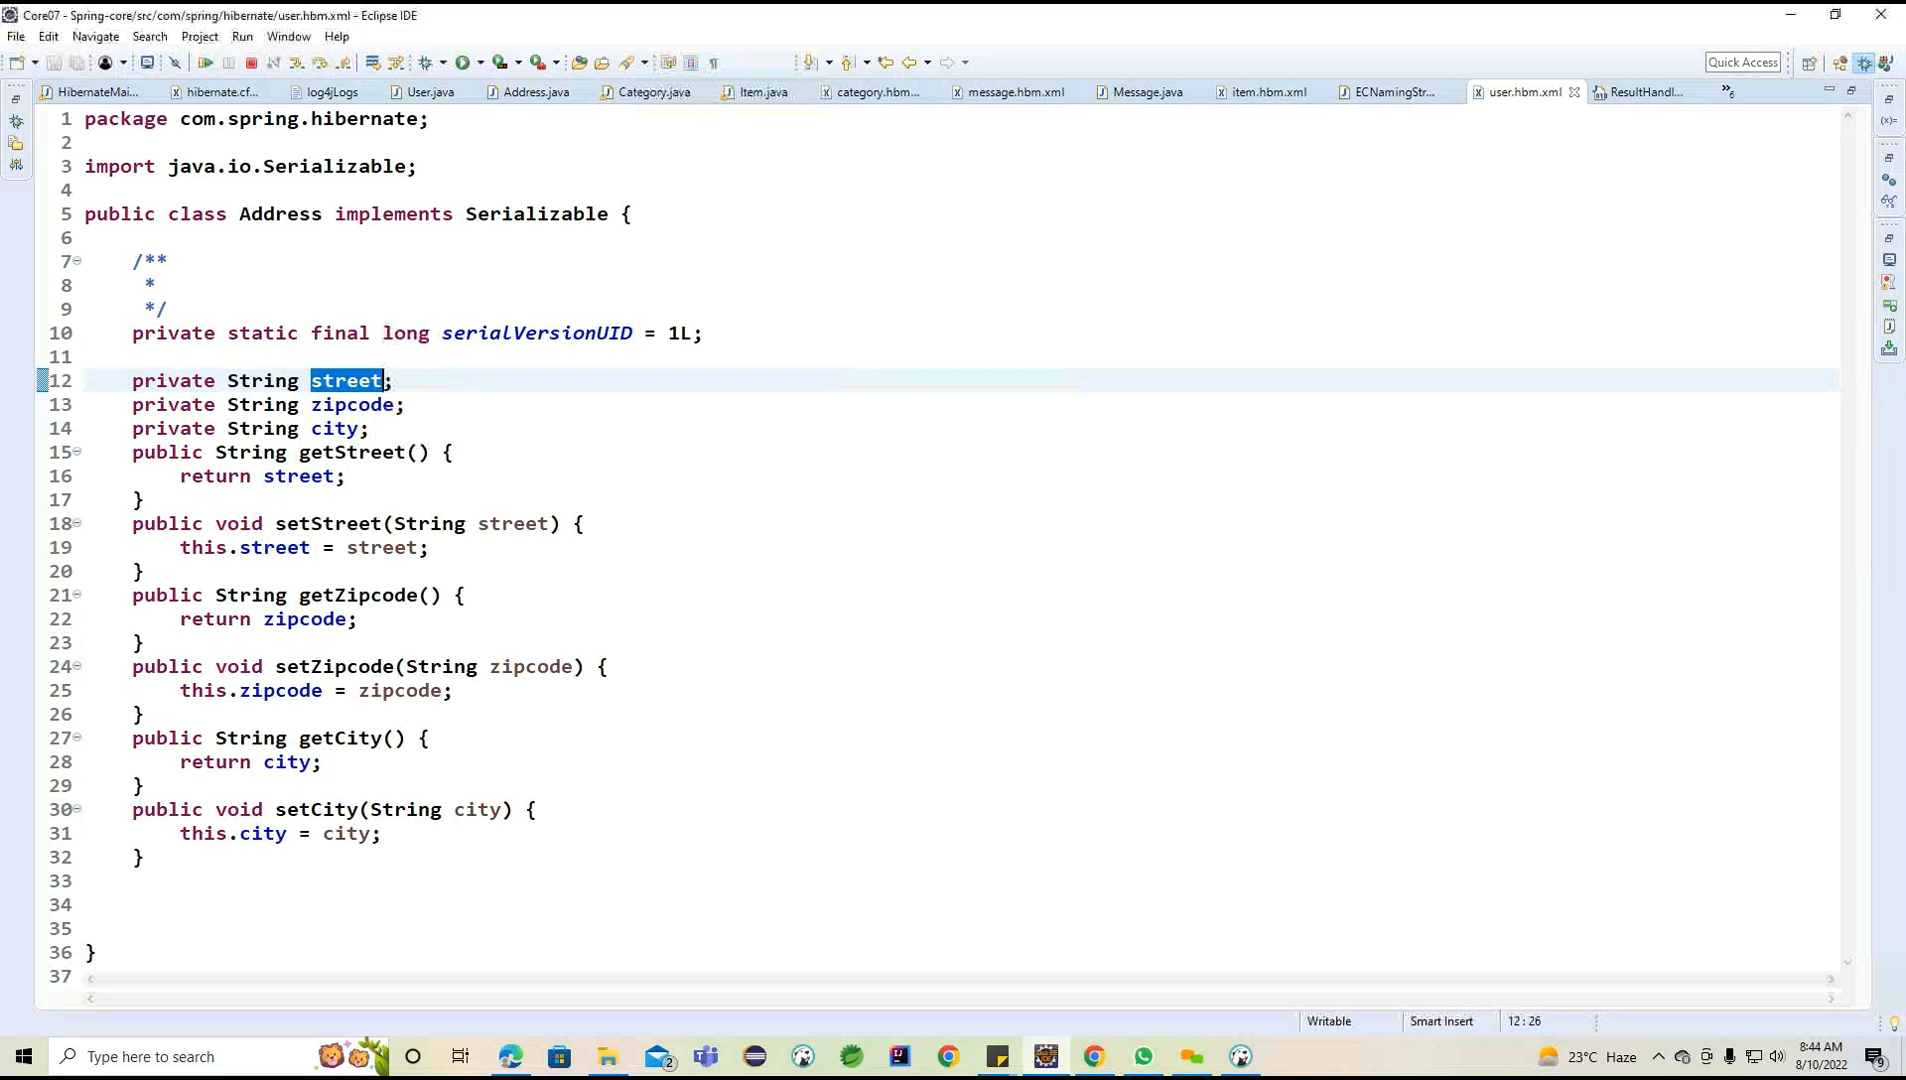 Core07 - Spring-core/src/com/spring/hibernate/user.hbm.xml - Eclipse IDE
File Edit Navigate Search Project Run Window Help
Quick Access
HibernateMai... hibernate.cf... log4jLogs User.java Address.java Category.java Item.java category.hbm... message.hbm.xml Message.java item.hbm.xml ECNamingStr... user.hbm.xml ResultHandl... »6
1 package com.spring.hibernate;
2
3 import java.io.Serializable;
4
5 public class Address implements Serializable {
6
7 /**
8 *
9 */
10 private static final long serialVersionUID = 1L;
11
12 private String street;
13 private String zipcode;
14 private String city;
15 public String getStreet() {
16 return street;
17 }
18 public void setStreet(String street) {
19 this.street = street;
20 }
21 public String getZipcode() {
22 return zipcode;
23 }
24 public void setZipcode(String zipcode) {
25 this.zipcode = zipcode;
26 }
27 public String getCity() {
28 return city;
29 }
30 public void setCity(String city) {
31 this.city = city;
32 }
33
34
35
36 }
37
Writable Smart Insert 12 : 26
Type here to search
2
23°C Haze
8:44 AM
8/10/2022
9